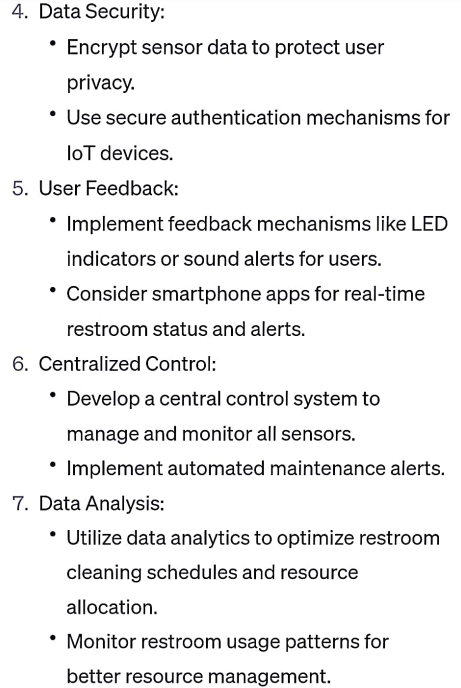 4. Data Security:
• Encrypt sensor data to protect user
privacy.
• Use secure authentication mechanisms for
IoT devices.
5. User Feedback:
• Implement feedback mechanisms like LED
indicators or sound alerts for users.
• Consider smartphone apps for real-time
restroom status and alerts.
6. Centralized Control:
• Develop a central control system to
manage and monitor all sensors.
• Implement automated maintenance alerts.
7. Data Analysis:
• Utilize data analytics to optimize restroom
cleaning schedules and resource
allocation.
• Monitor restroom usage patterns for
better resource management.